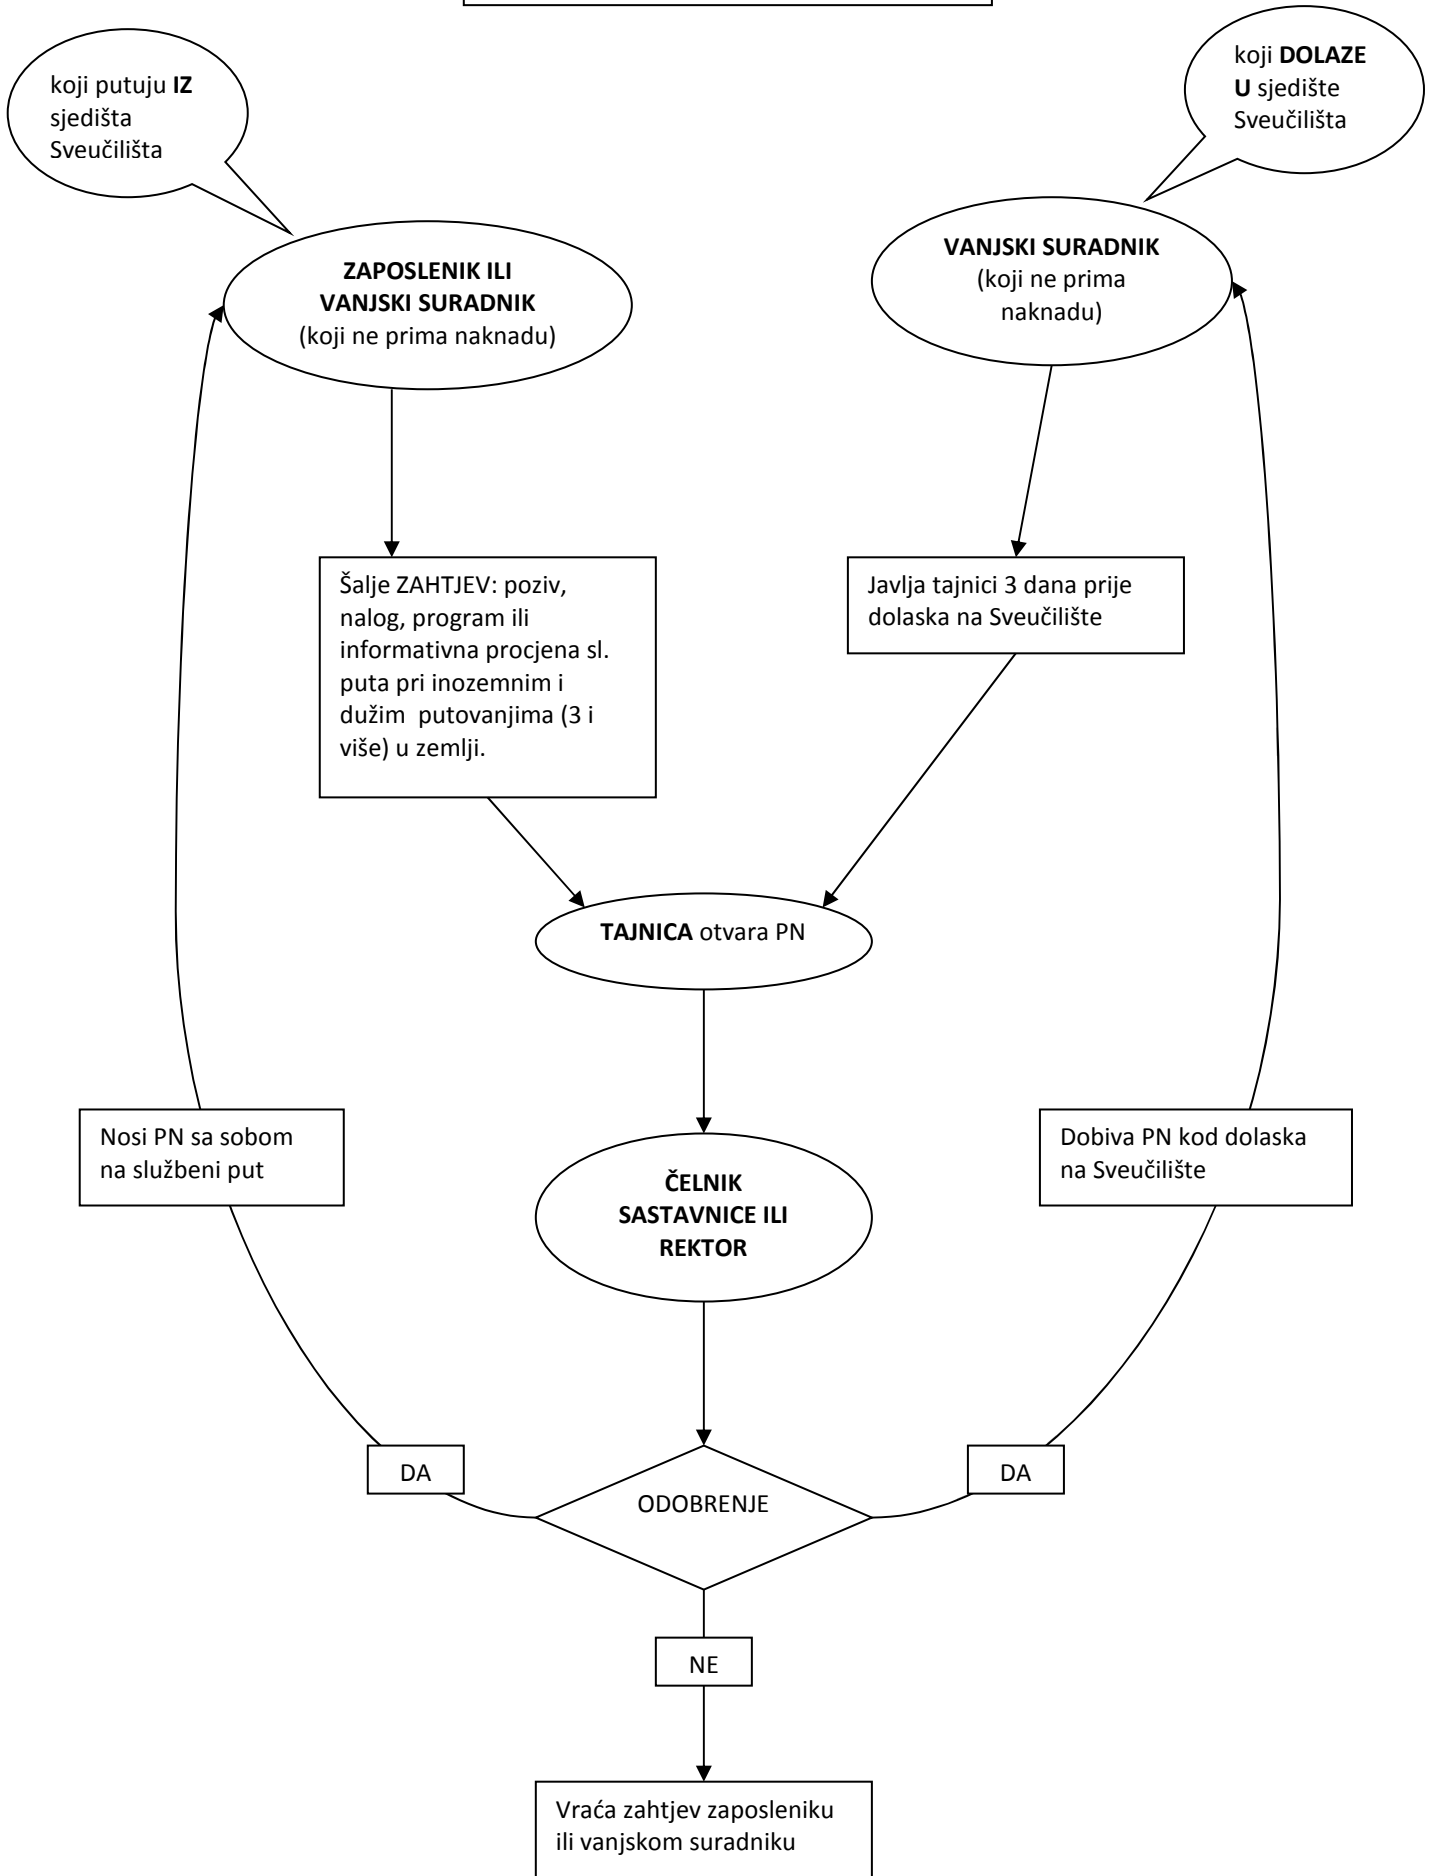 koji putuju IZ
sjedišta
Sveučilišta
koji DOLAZE
U sjedište
Sveučilišta
ZAPOSLENIK ILI
VANJSKI SURADNIK
(koji ne prima naknadu)
VANJSKI SURADNIK
(koji ne prima
naknadu)
Šalje ZAHTJEV: poziv,
nalog, program ili
informativna procjena sl.
puta pri inozemnim i
dužim putovanjima (3 i
više) u zemlji.
Javlja tajnici 3 dana prije
dolaska na Sveučilište
TAJNICA otvara PN
Nosi PN sa sobom
na službeni put
Dobiva PN kod dolaska
na Sveučilište
ČELNIK
SASTAVNICE ILI
REKTOR
DA
DA
ODOBRENJE
NE
Vraća zahtjev zaposleniku
ili vanjskom suradniku